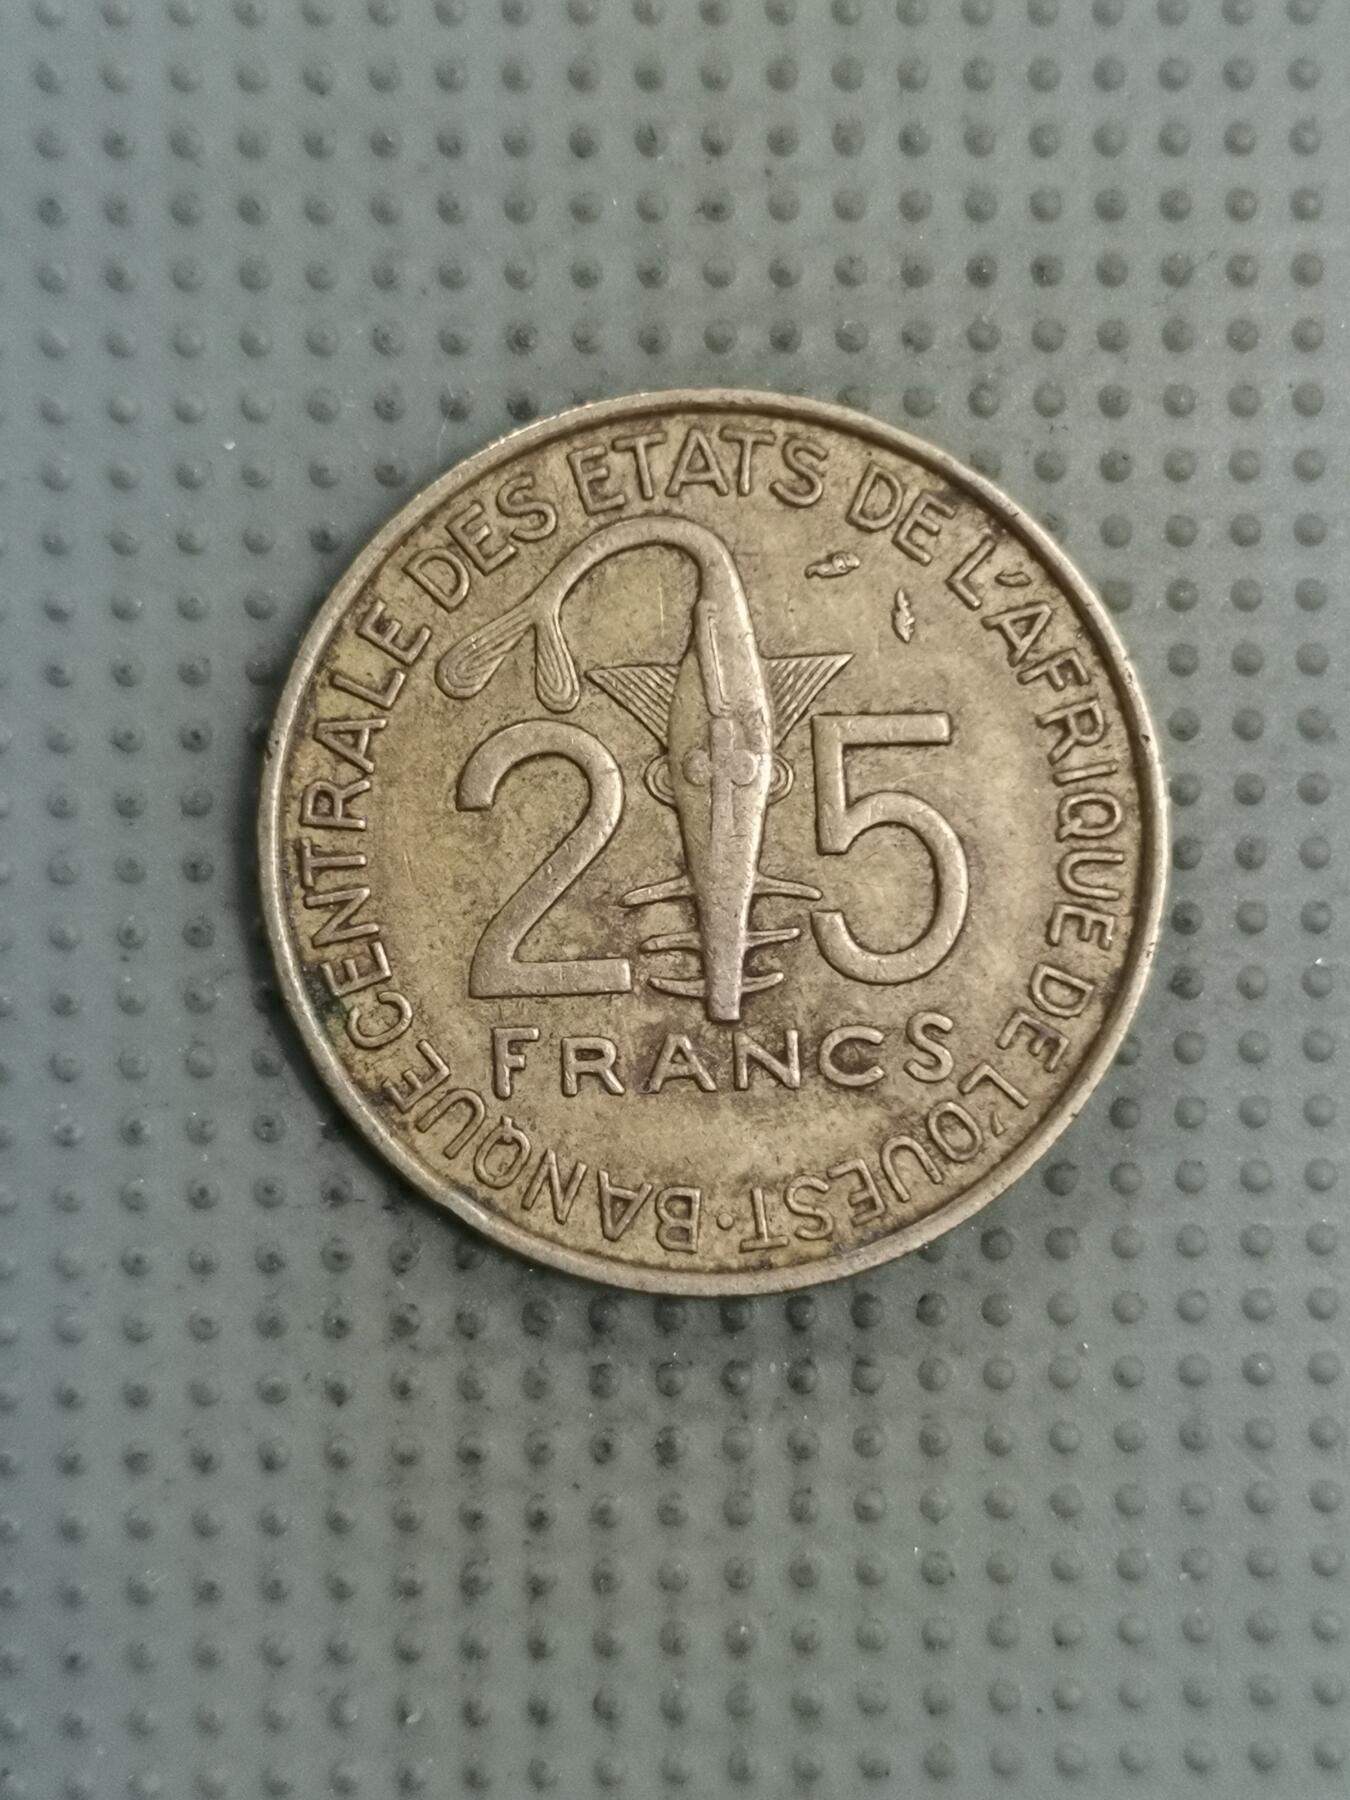 BANQUE CENTRALE DES ETATS DE L'AFRIQUE DE L'OUEST·
25
FRANCS